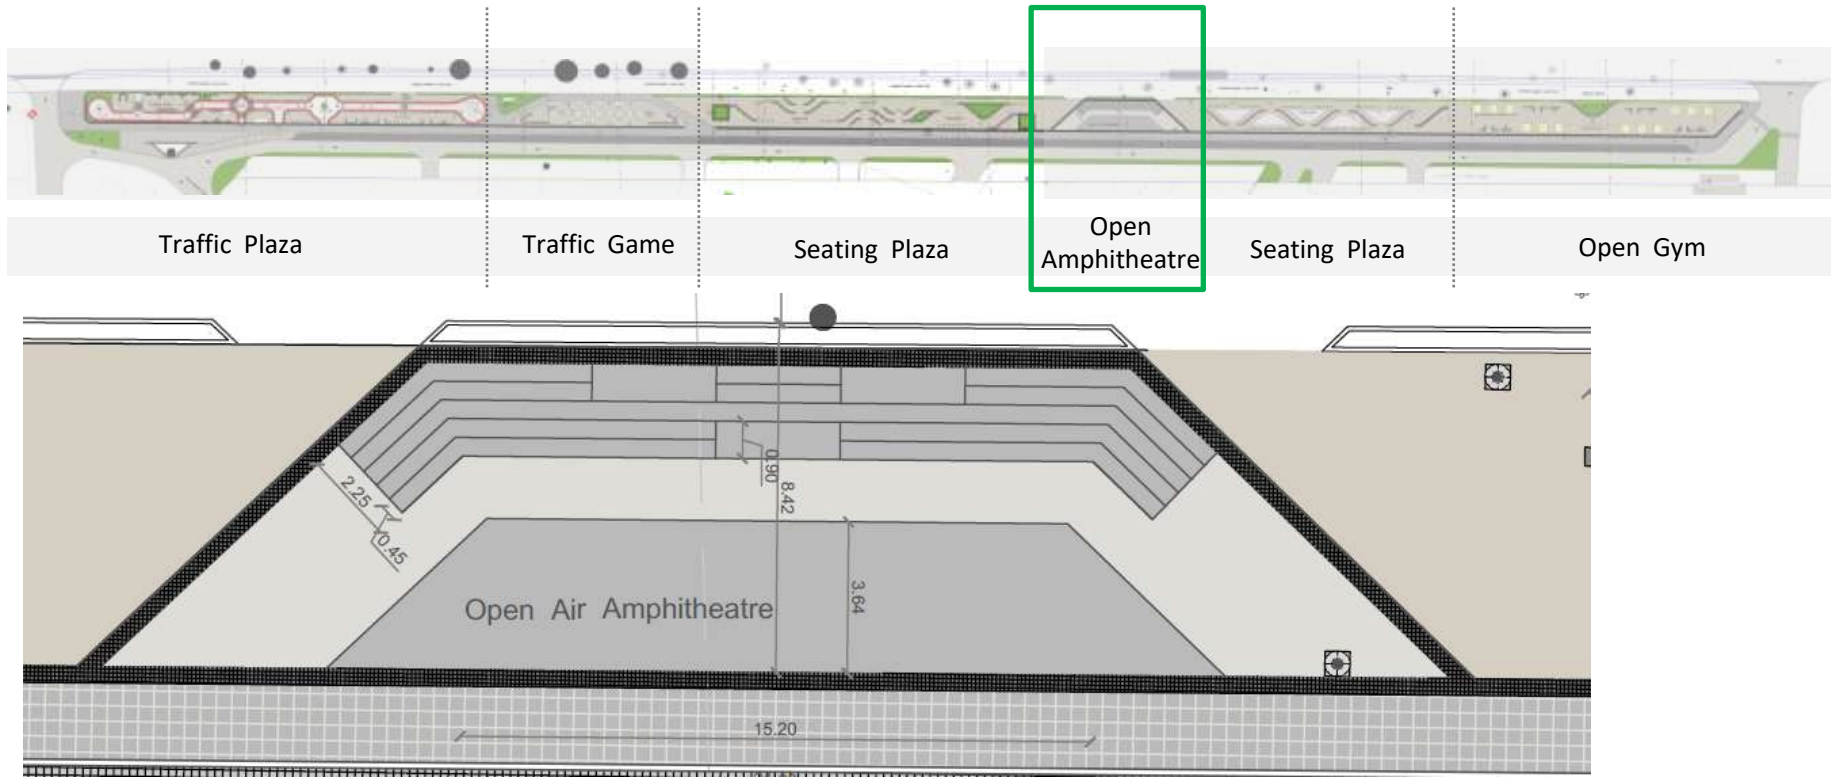 Traffic Plaza
Traffic Game
Seating Plaza
Open
Amphitheatre
Seating Plaza
Open Gym
0.90
8.42
2.25
0.45
3.64
Open Air Amphitheatre
15.20